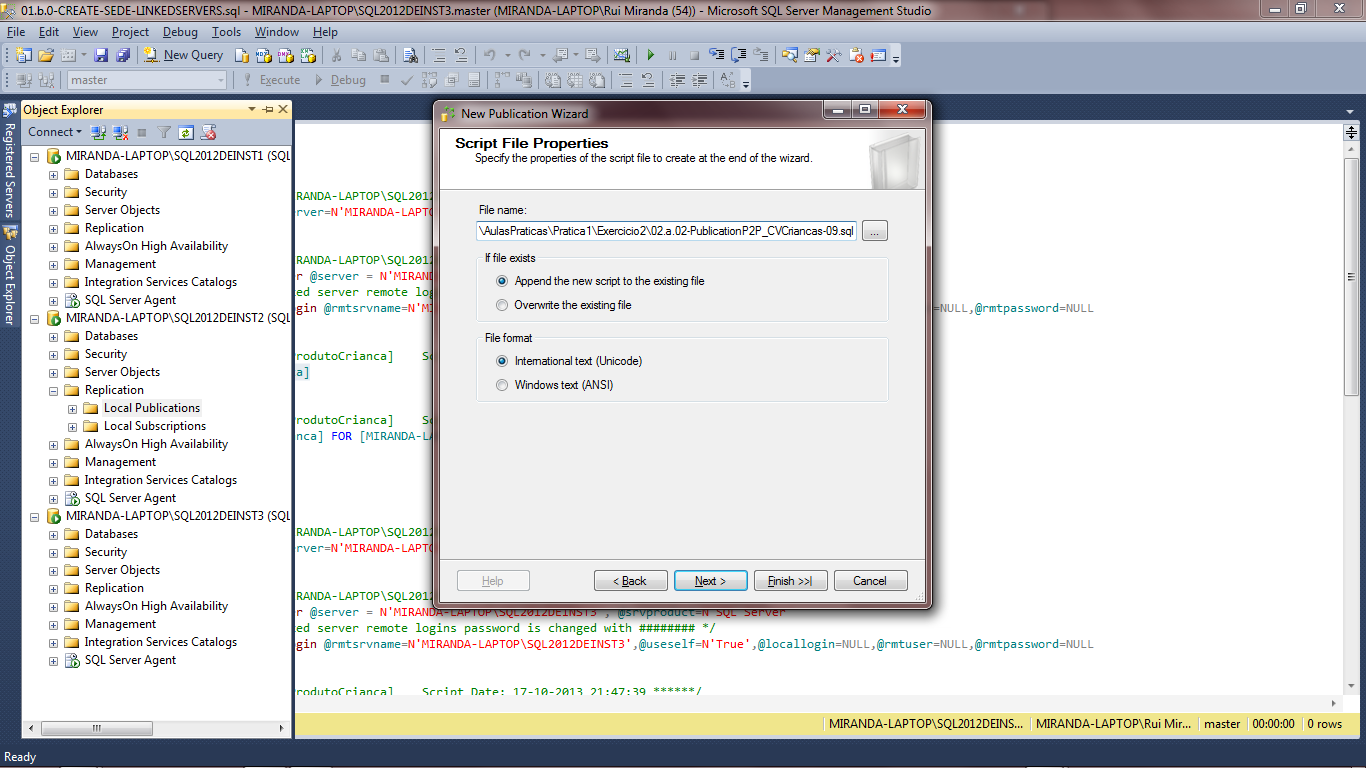 01.b.0-CREATE-SEDE-LINKEDSERVERS.sql - MIRANDA-LAPTOP\SQL2012DEINST3.master (MIRANDA-LAPTOP\Rui Miranda (54)) - Microsoft SQL Server Management Studio
File Edit View Project Debug Tools Window Help
New Query
master Execute Debug
Registered Servers
Object Explorer
Object Explorer
Connect
MIRANDA-LAPTOP\SQL2012DEINST1 (SQL
Databases
Security
Server Objects
Replication
AlwaysOn High Availability
Management
Integration Services Catalogs
SQL Server Agent
MIRANDA-LAPTOP\SQL2012DEINST2 (SQL
Databases
Security
Server Objects
Replication
Local Publications
Local Subscriptions
AlwaysOn High Availability
Management
Integration Services Catalogs
SQL Server Agent
MIRANDA-LAPTOP\SQL2012DEINST3 (SQL
Databases
Security
Server Objects
Replication
AlwaysOn High Availability
Management
Integration Services Catalogs
SQL Server Agent
RANDA-LAPTOP\SQL2012
rver=N'MIRANDA-LAPT
RANDA-LAPTOP\SQL2012
r @server = N'MIRAND
ed server remote log
gin @rmtsrvname=N'M =NULL,@rmtpassword=NULL
rodutoCrianca] Sc
a]
rodutoCrianca] Sc
nca] FOR [MIRANDA-LA
RANDA-LAPTOP\SQL2012
rver=N'MIRANDA-LAPT
RANDA-LAPTOP\SQL2012
r @server = N'MIRANDA-LAPTOP\SQL2012DEINST3', @srvproduct=N'SQL Server'
ed server remote logins password is changed with ######## */
gin @rmtsrvname=N'MIRANDA-LAPTOP\SQL2012DEINST3',@useself=N'True',@locallogin=NULL,@rmtuser=NULL,@rmtpassword=NULL
rodutoCrianca] Script Date: 17-10-2013 21:47:39 ******/
New Publication Wizard
Script File Properties
Specify the properties of the script file to create at the end of the wizard.
File name:
\AulasPraticas\Pratica1\Exercicio2\02.a.02-PublicationP2P_CVCriancas-09.sql ...
If file exists
Append the new script to the existing file
Overwrite the existing file
File format
International text (Unicode)
Windows text (ANSI)
Help < Back Next > Finish >>| Cancel
MIRANDA-LAPTOP\SQL2012DEINS... MIRANDA-LAPTOP\Rui Mir... master 00:00:00 0 rows
Ready